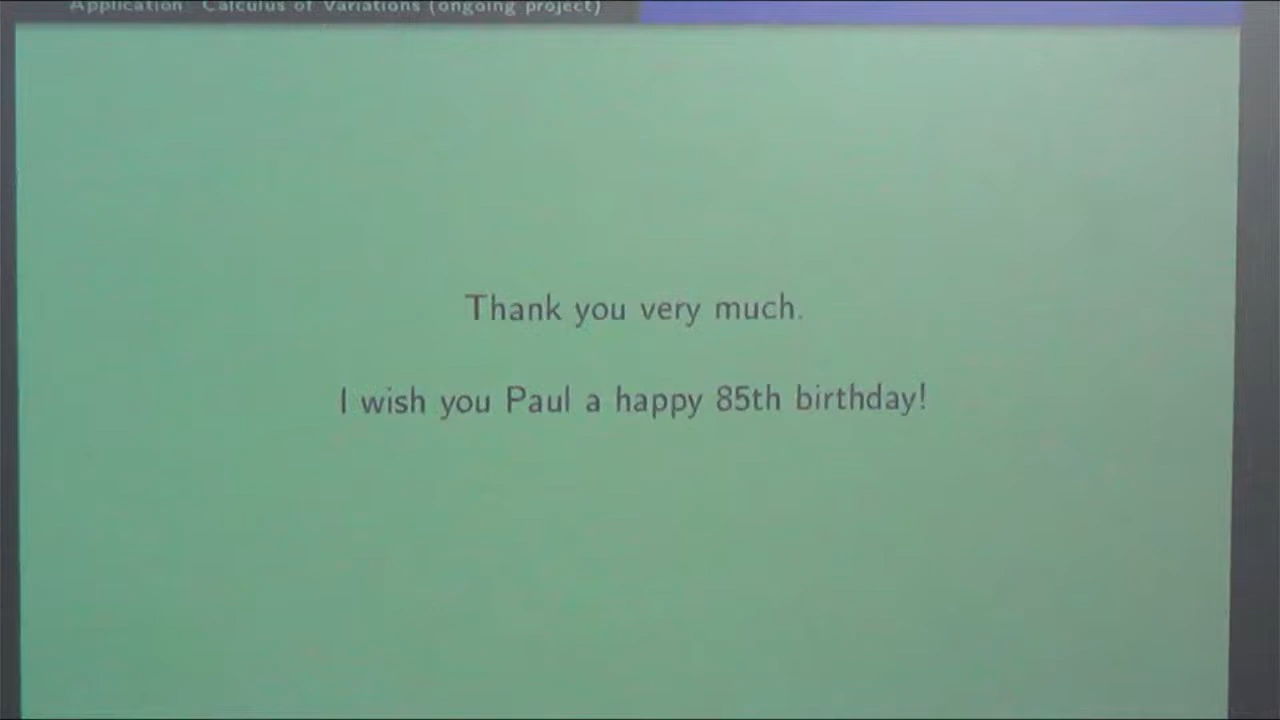 Application Calculus of Variations (ongoing project)
Thank you very much.
I wish you Paul a happy 85th birthday!